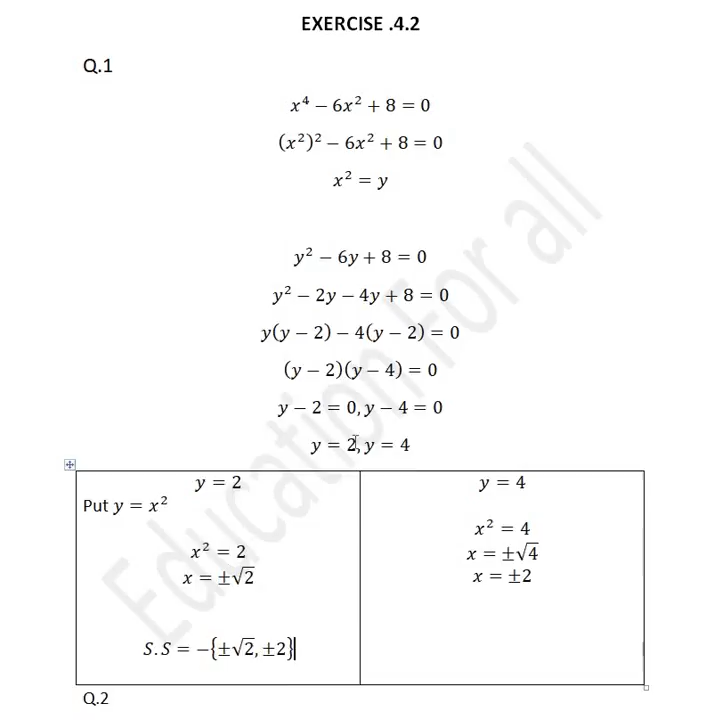 EXERCISE .4.2
Q.1
x⁴ − 6x² + 8 = 0
(x²)² − 6x² + 8 = 0
x² = y
y² − 6y + 8 = 0
y² − 2y − 4y + 8 = 0
y(y − 2) − 4(y − 2) = 0
(y − 2)(y − 4) = 0
y − 2 = 0, y − 4 = 0
y = 2, y = 4
y = 2
Put y = x²
x² = 2
x = ±√2
S.S = −{±√2, ±2}
y = 4
x² = 4
x = ±√4
x = ±2
Q.2
Education For all